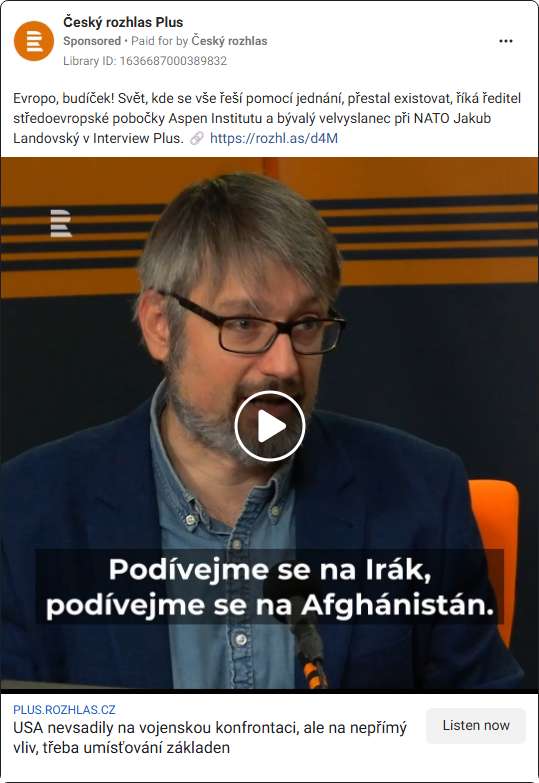 Český rozhlas Plus
Sponsored • Paid for by Český rozhlas
Library ID: 1636687000389832
Evropo, budíček! Svět, kde se vše řeší pomocí jednání, přestal existovat, říká ředitel
středoevropské pobočky Aspen Institutu a bývalý velvyslanec při NATO Jakub
Landovský v Interview Plus. 🔗 https://rozhl.as/d4M
Podívejme se na Irák,
podívejme se na Afghánistán.
PLUS.ROZHLAS.CZ
USA nevsadily na vojenskou konfrontaci, ale na nepřímý
vliv, třeba umísťování základen
Listen now